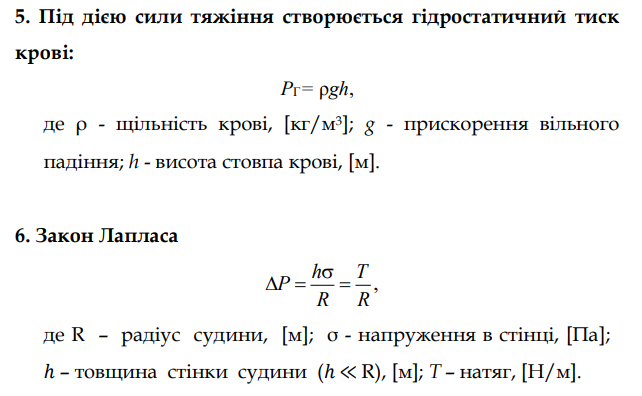 5. Під дією сили тяжіння створюється гідростатичний тиск
крові:
Pг= ρgh,
де ρ - щільність крові, [кг/м³]; g - прискорення вільного
падіння; h - висота стовпа крові, [м].
6. Закон Лапласа
ΔP = hσ/R = T/R,
де R – радіус судини, [м]; σ - напруження в стінці, [Па];
h – товщина стінки судини (h ≪ R), [м]; T – натяг, [Н/м].